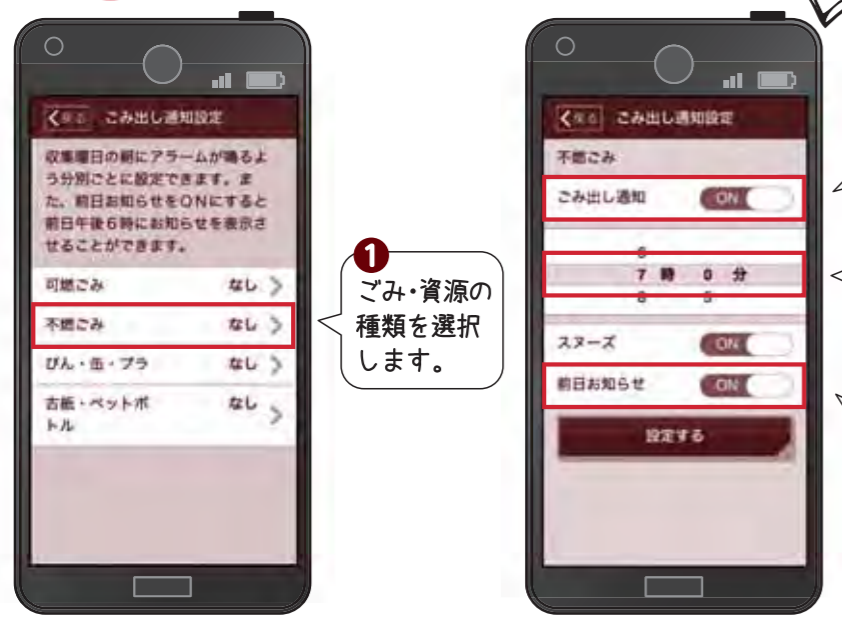 戻る ごみ出し通知設定
収集曜日の朝にアラームが鳴るよ
う分別ごとに設定できます。ま
た、前日お知らせをONにすると
前日午後6時にお知らせを表示さ
せることができます。
可燃ごみ なし
不燃ごみ なし
びん・缶・プラ なし
古紙・ペットボ なし
トル
1
ごみ・資源の
種類を選択
します。
戻る ごみ出し通知設定
不燃ごみ
ごみ出し通知 ON
6
7 時 0 分
8 5
スヌーズ ON
前日お知らせ ON
設定する